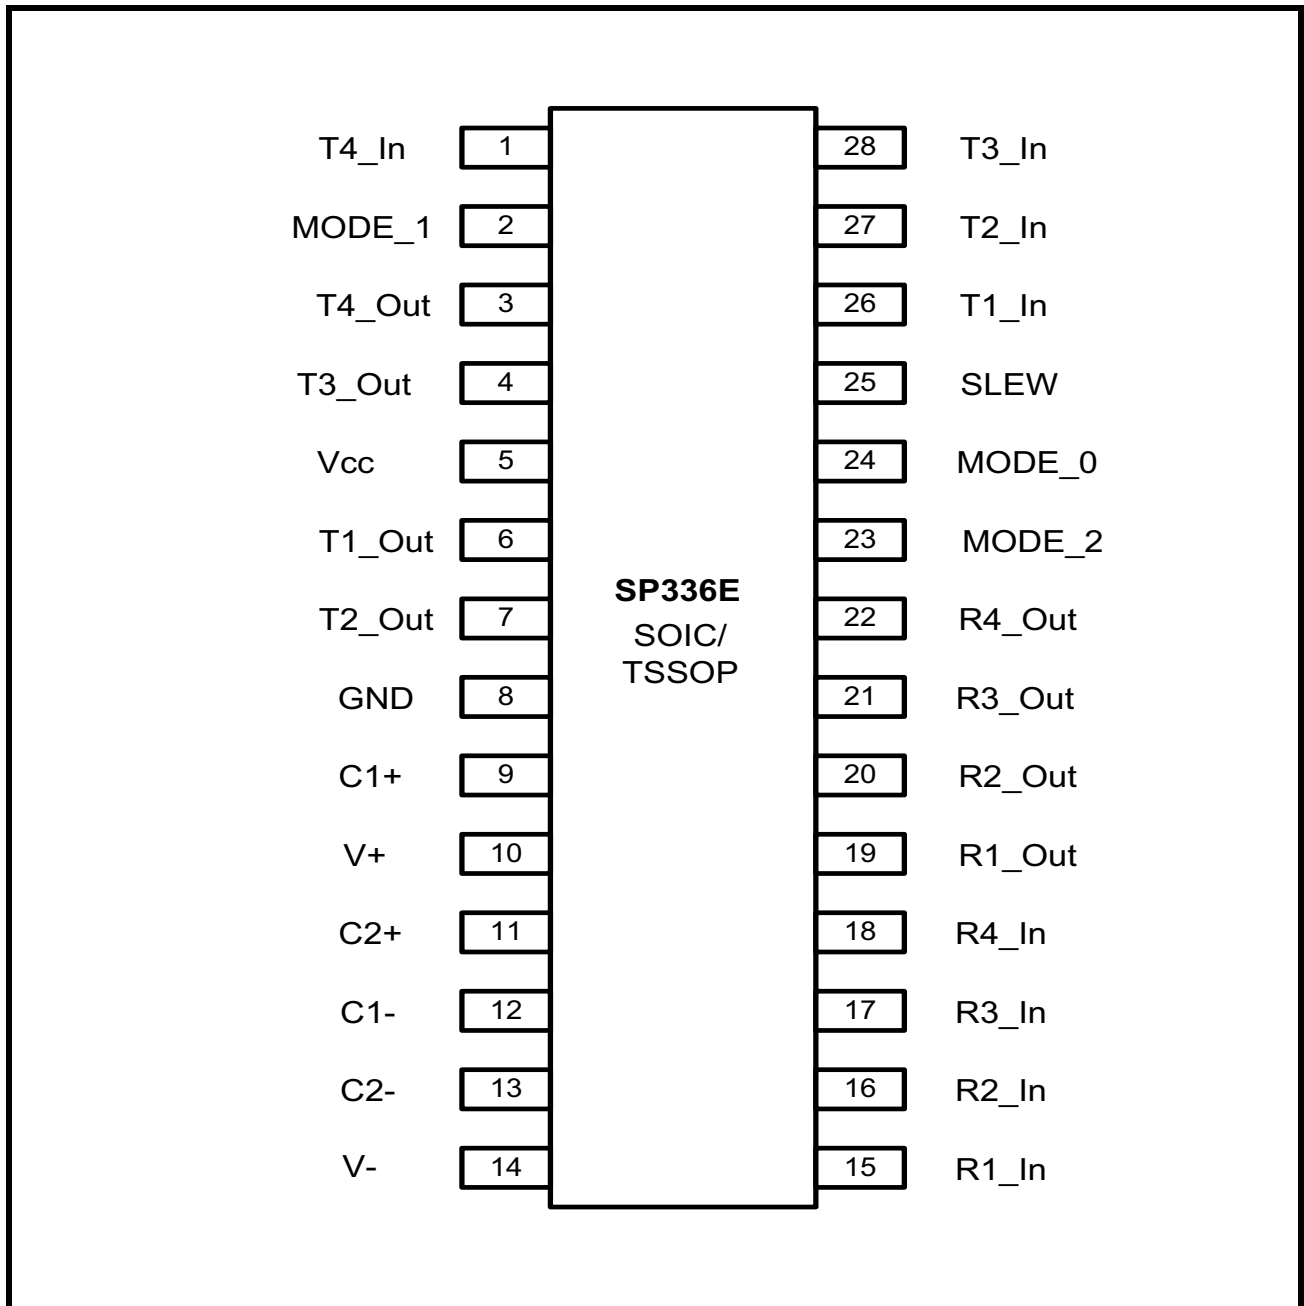 T4_In 1 28 T3_In
MODE_1 2 27 T2_In
T4_Out 3 26 T1_In
T3_Out 4 25 SLEW
Vcc 5 24 MODE_0
T1_Out 6 23 MODE_2
SP336E
T2_Out 7 22 R4_Out
SOIC/
TSSOP
GND 8 21 R3_Out
C1+ 9 20 R2_Out
V+ 10 19 R1_Out
C2+ 11 18 R4_In
C1- 12 17 R3_In
C2- 13 16 R2_In
V- 14 15 R1_In